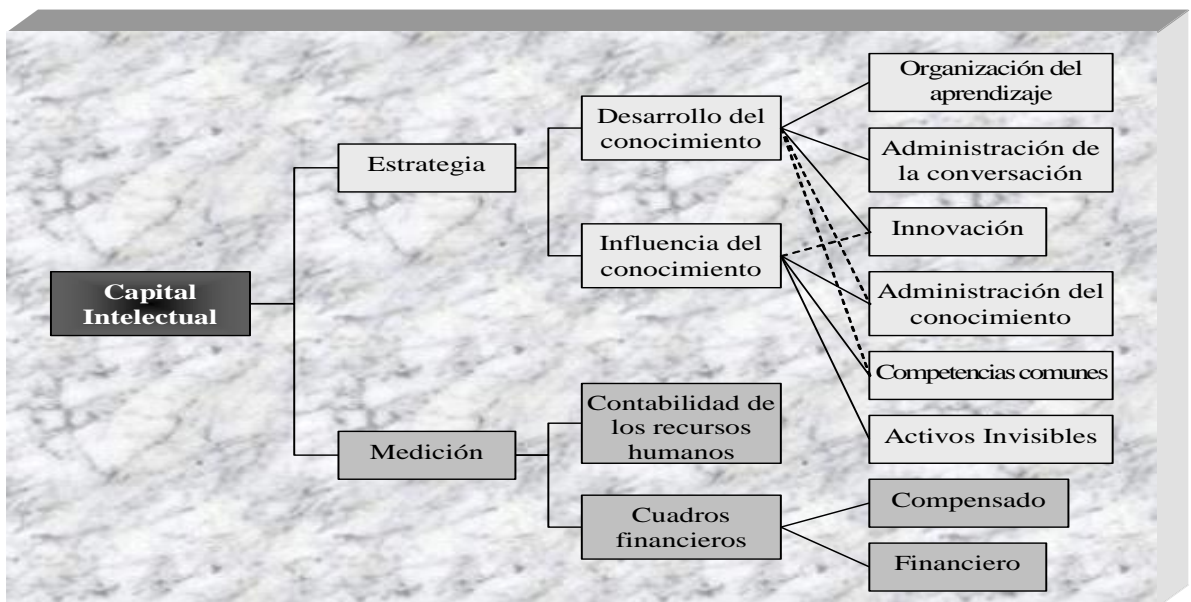 Capital
Intelectual
Estrategia
Medición
Desarrollo del
conocimiento
Influencia del
conocimiento
Contabilidad de
los recursos
humanos
Cuadros
financieros
Organización del
aprendizaje
Administración de
la conversación
Innovación
Administración del
conocimiento
Competencias comunes
Activos Invisibles
Compensado
Financiero